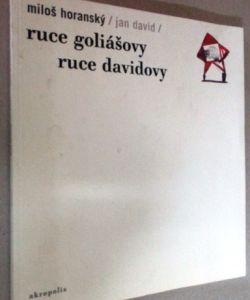 miloš horanský / jan david /
ruce goliášovy
ruce davidovy
akropolis